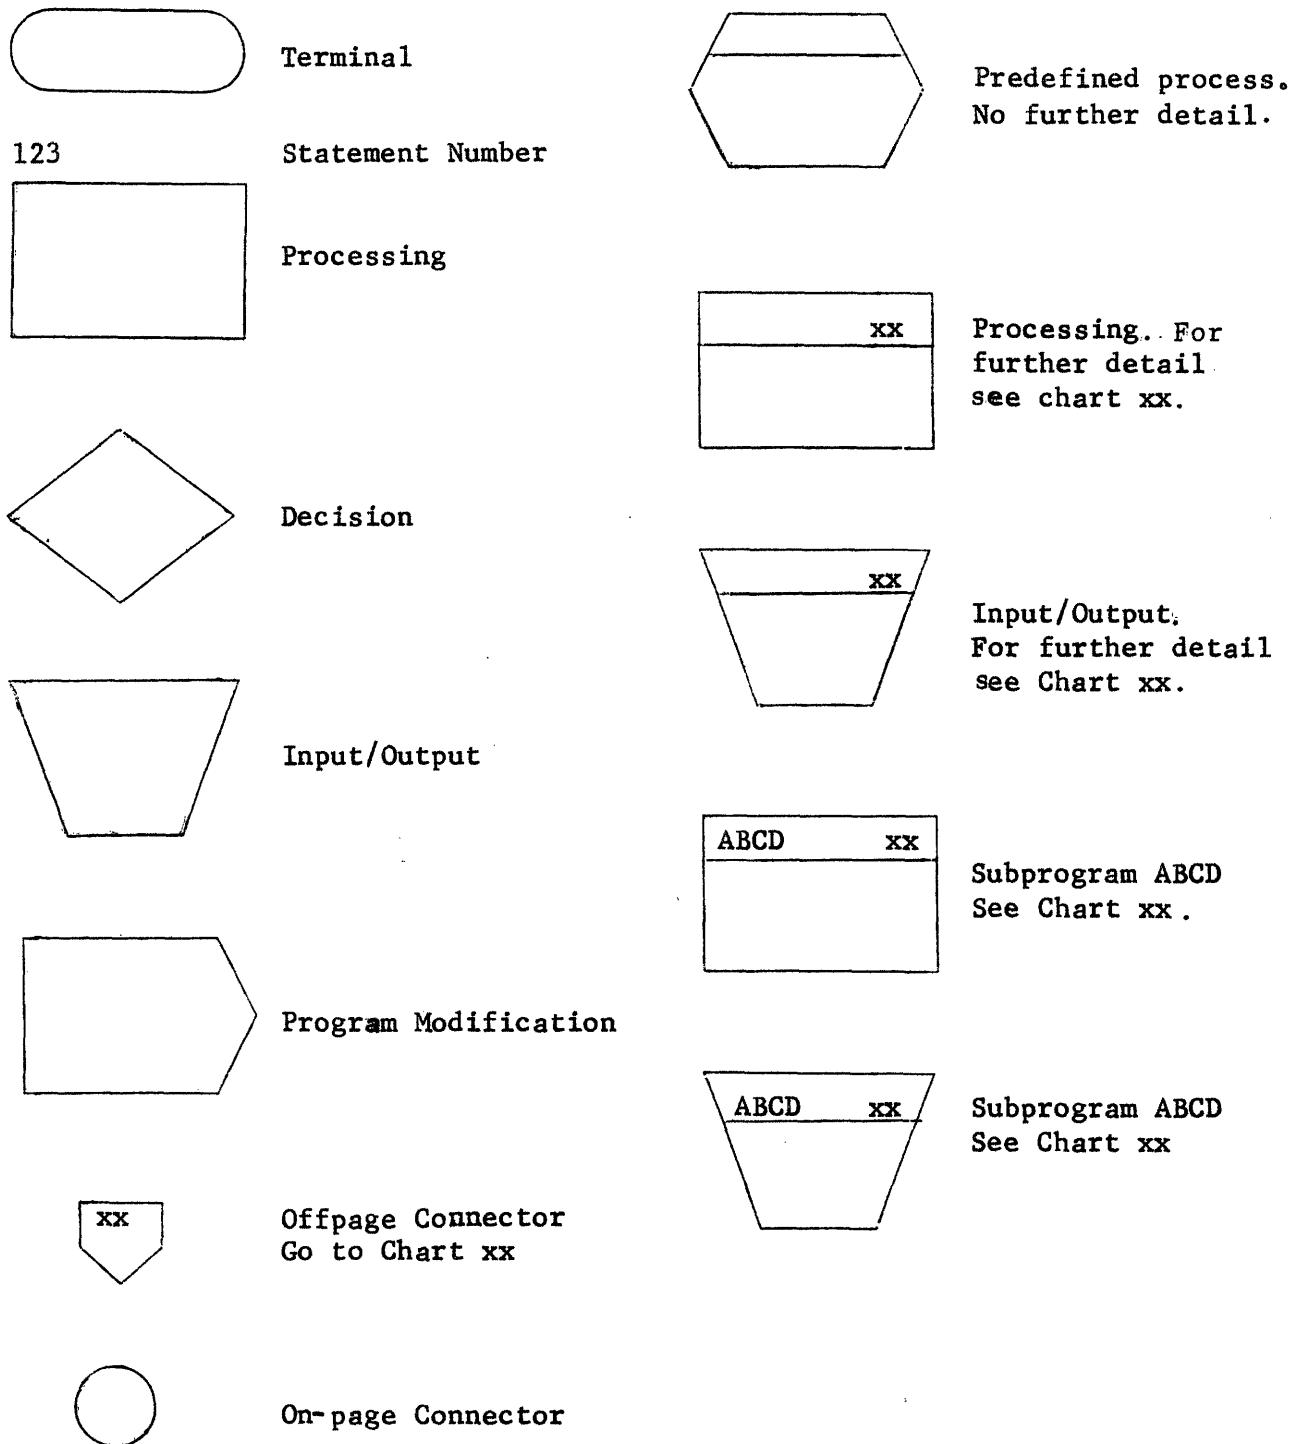 Terminal
123
Statement Number
Processing
Decision
Input/Output
Program Modification
xx
Offpage Connector
Go to Chart xx
On-page Connector
Predefined process.
No further detail.
xx
Processing. For
further detail
see chart xx.
xx
Input/Output.
For further detail
see Chart xx.
ABCD xx
Subprogram ABCD
See Chart xx.
ABCD xx
Subprogram ABCD
See Chart xx